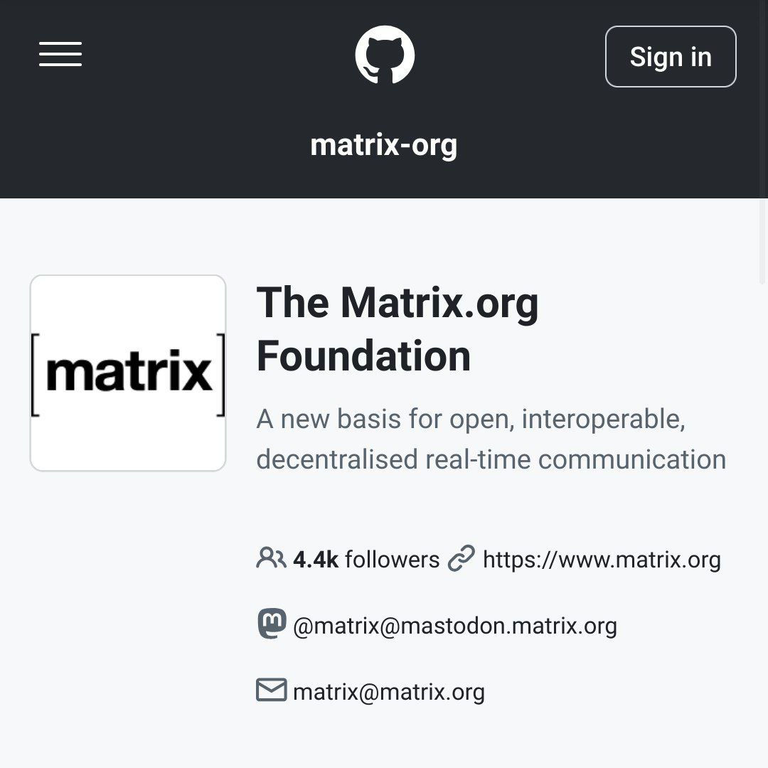 Sign in
matrix-org
[matrix]
The Matrix.org
Foundation
A new basis for open, interoperable,
decentralised real-time communication
4.4k followers https://www.matrix.org
@matrix@mastodon.matrix.org
matrix@matrix.org